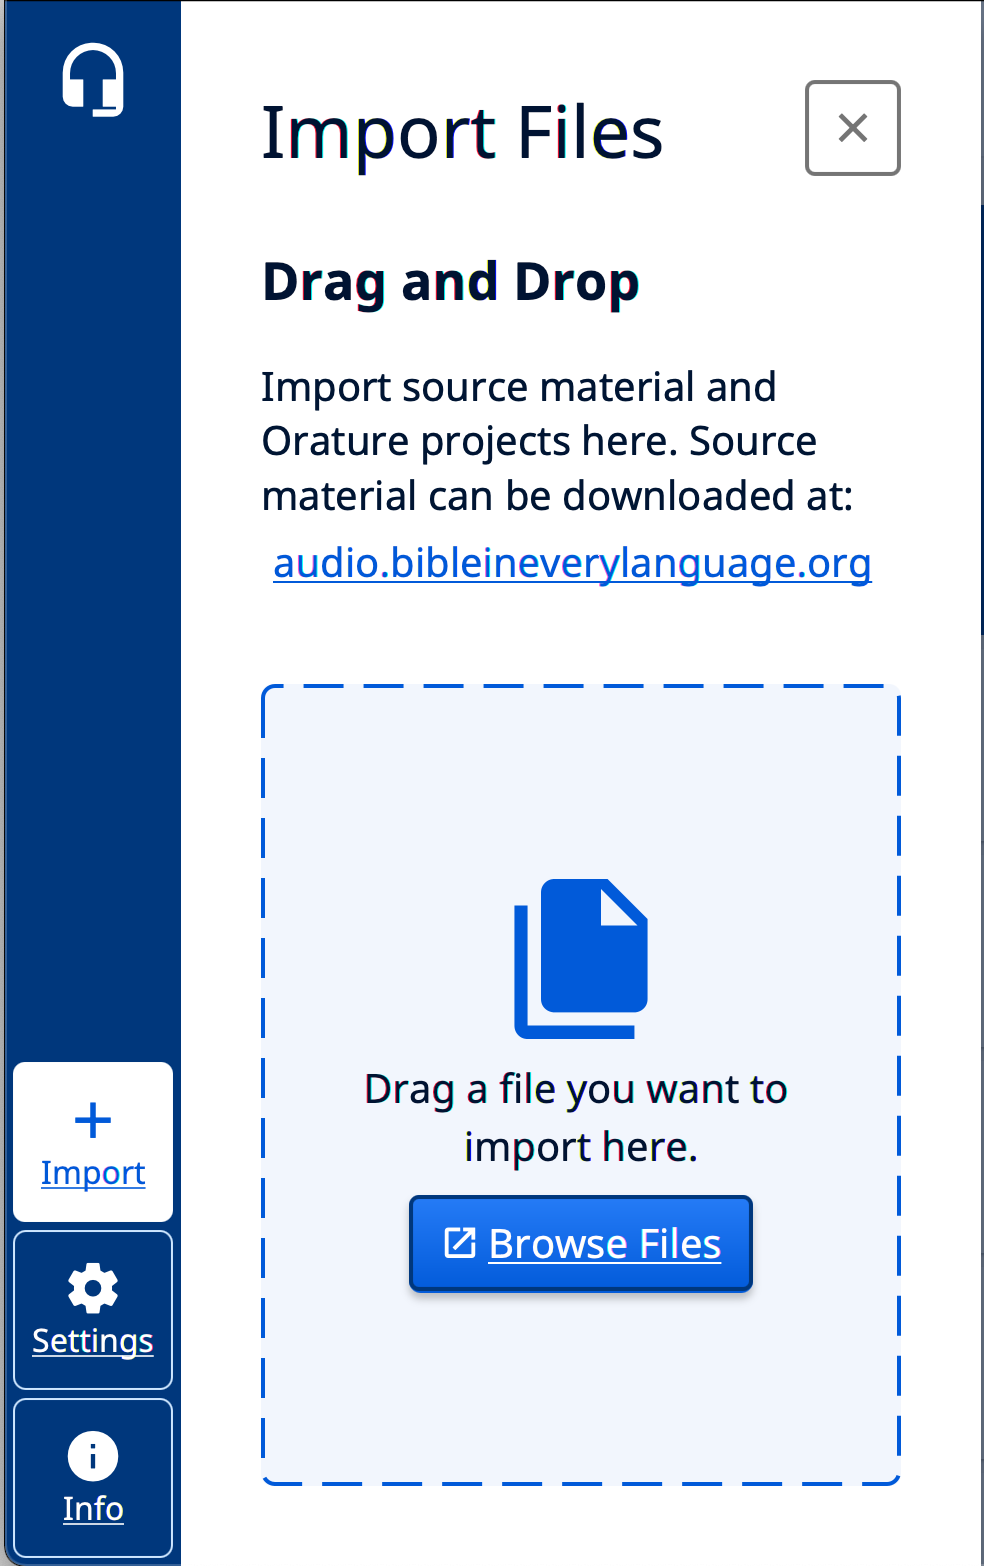 Import Files
Drag and Drop
Import source material and
Orature projects here. Source
material can be downloaded at:
audio.bibleineverylanguage.org
Drag a file you want to
import here.
Browse Files
Import
Settings
Info